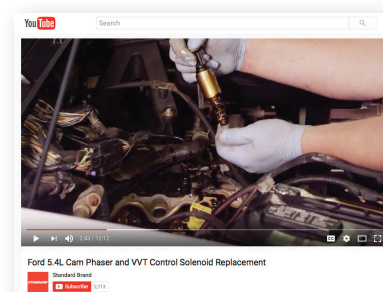 YouTube
Search
2:43 / 12:13
Ford 5.4L Cam Phaser and VVT Control Solenoid Replacement
Standard Brand
STANDARD
Subscribe 2,713